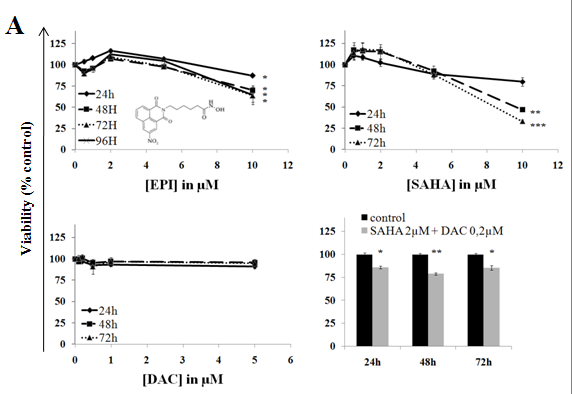 A
Viability (% control)
125
100
75
50
25
0
24h
48H
72H
96H
O
N
O
O
H
N
OH
O
NO₂
*
*
*
*
0
2
4
6
8
10
12
[EPI] in µM
125
100
75
50
25
0
24h
48h
72h
**
***
0
2
4
6
8
10
12
[SAHA] in µM
125
100
75
50
25
0
24h
48h
72h
0
1
2
3
4
5
6
[DAC] in µM
control
SAHA 2µM + DAC 0,2µM
150
125
100
75
50
25
0
*
**
*
24h
48h
72h